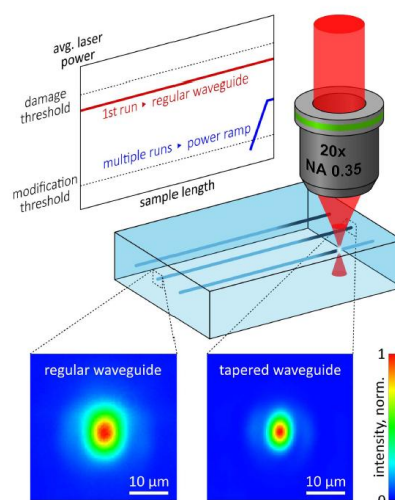 avg. laser
power
damage
threshold
1st run ▸ regular waveguide
multiple runs ▸ power ramp
modification
threshold
sample length
20x
NA 0.35
regular waveguide
10 µm
tapered waveguide
10 µm
1
intensity, norm.
0